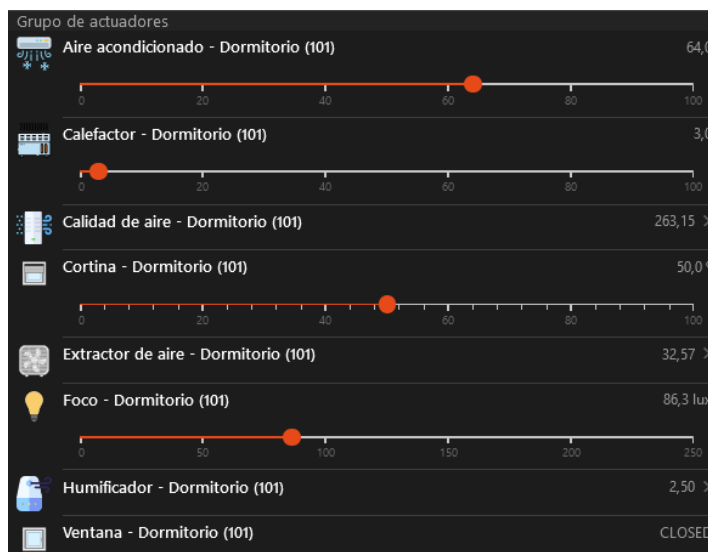 Grupo de actuadores
Aire acondicionado - Dormitorio (101) 64,0
0 20 40 60 80 100
Calefactor - Dormitorio (101) 3,0
0 20 40 60 80 100
Calidad de aire - Dormitorio (101) 263,15
Cortina - Dormitorio (101) 50,0
0 20 40 60 80 100
Extractor de aire - Dormitorio (101) 32,57
Foco - Dormitorio (101) 86,3 lux
0 50 100 150 200 250
Humificador - Dormitorio (101) 2,50
Ventana - Dormitorio (101) CLOSED